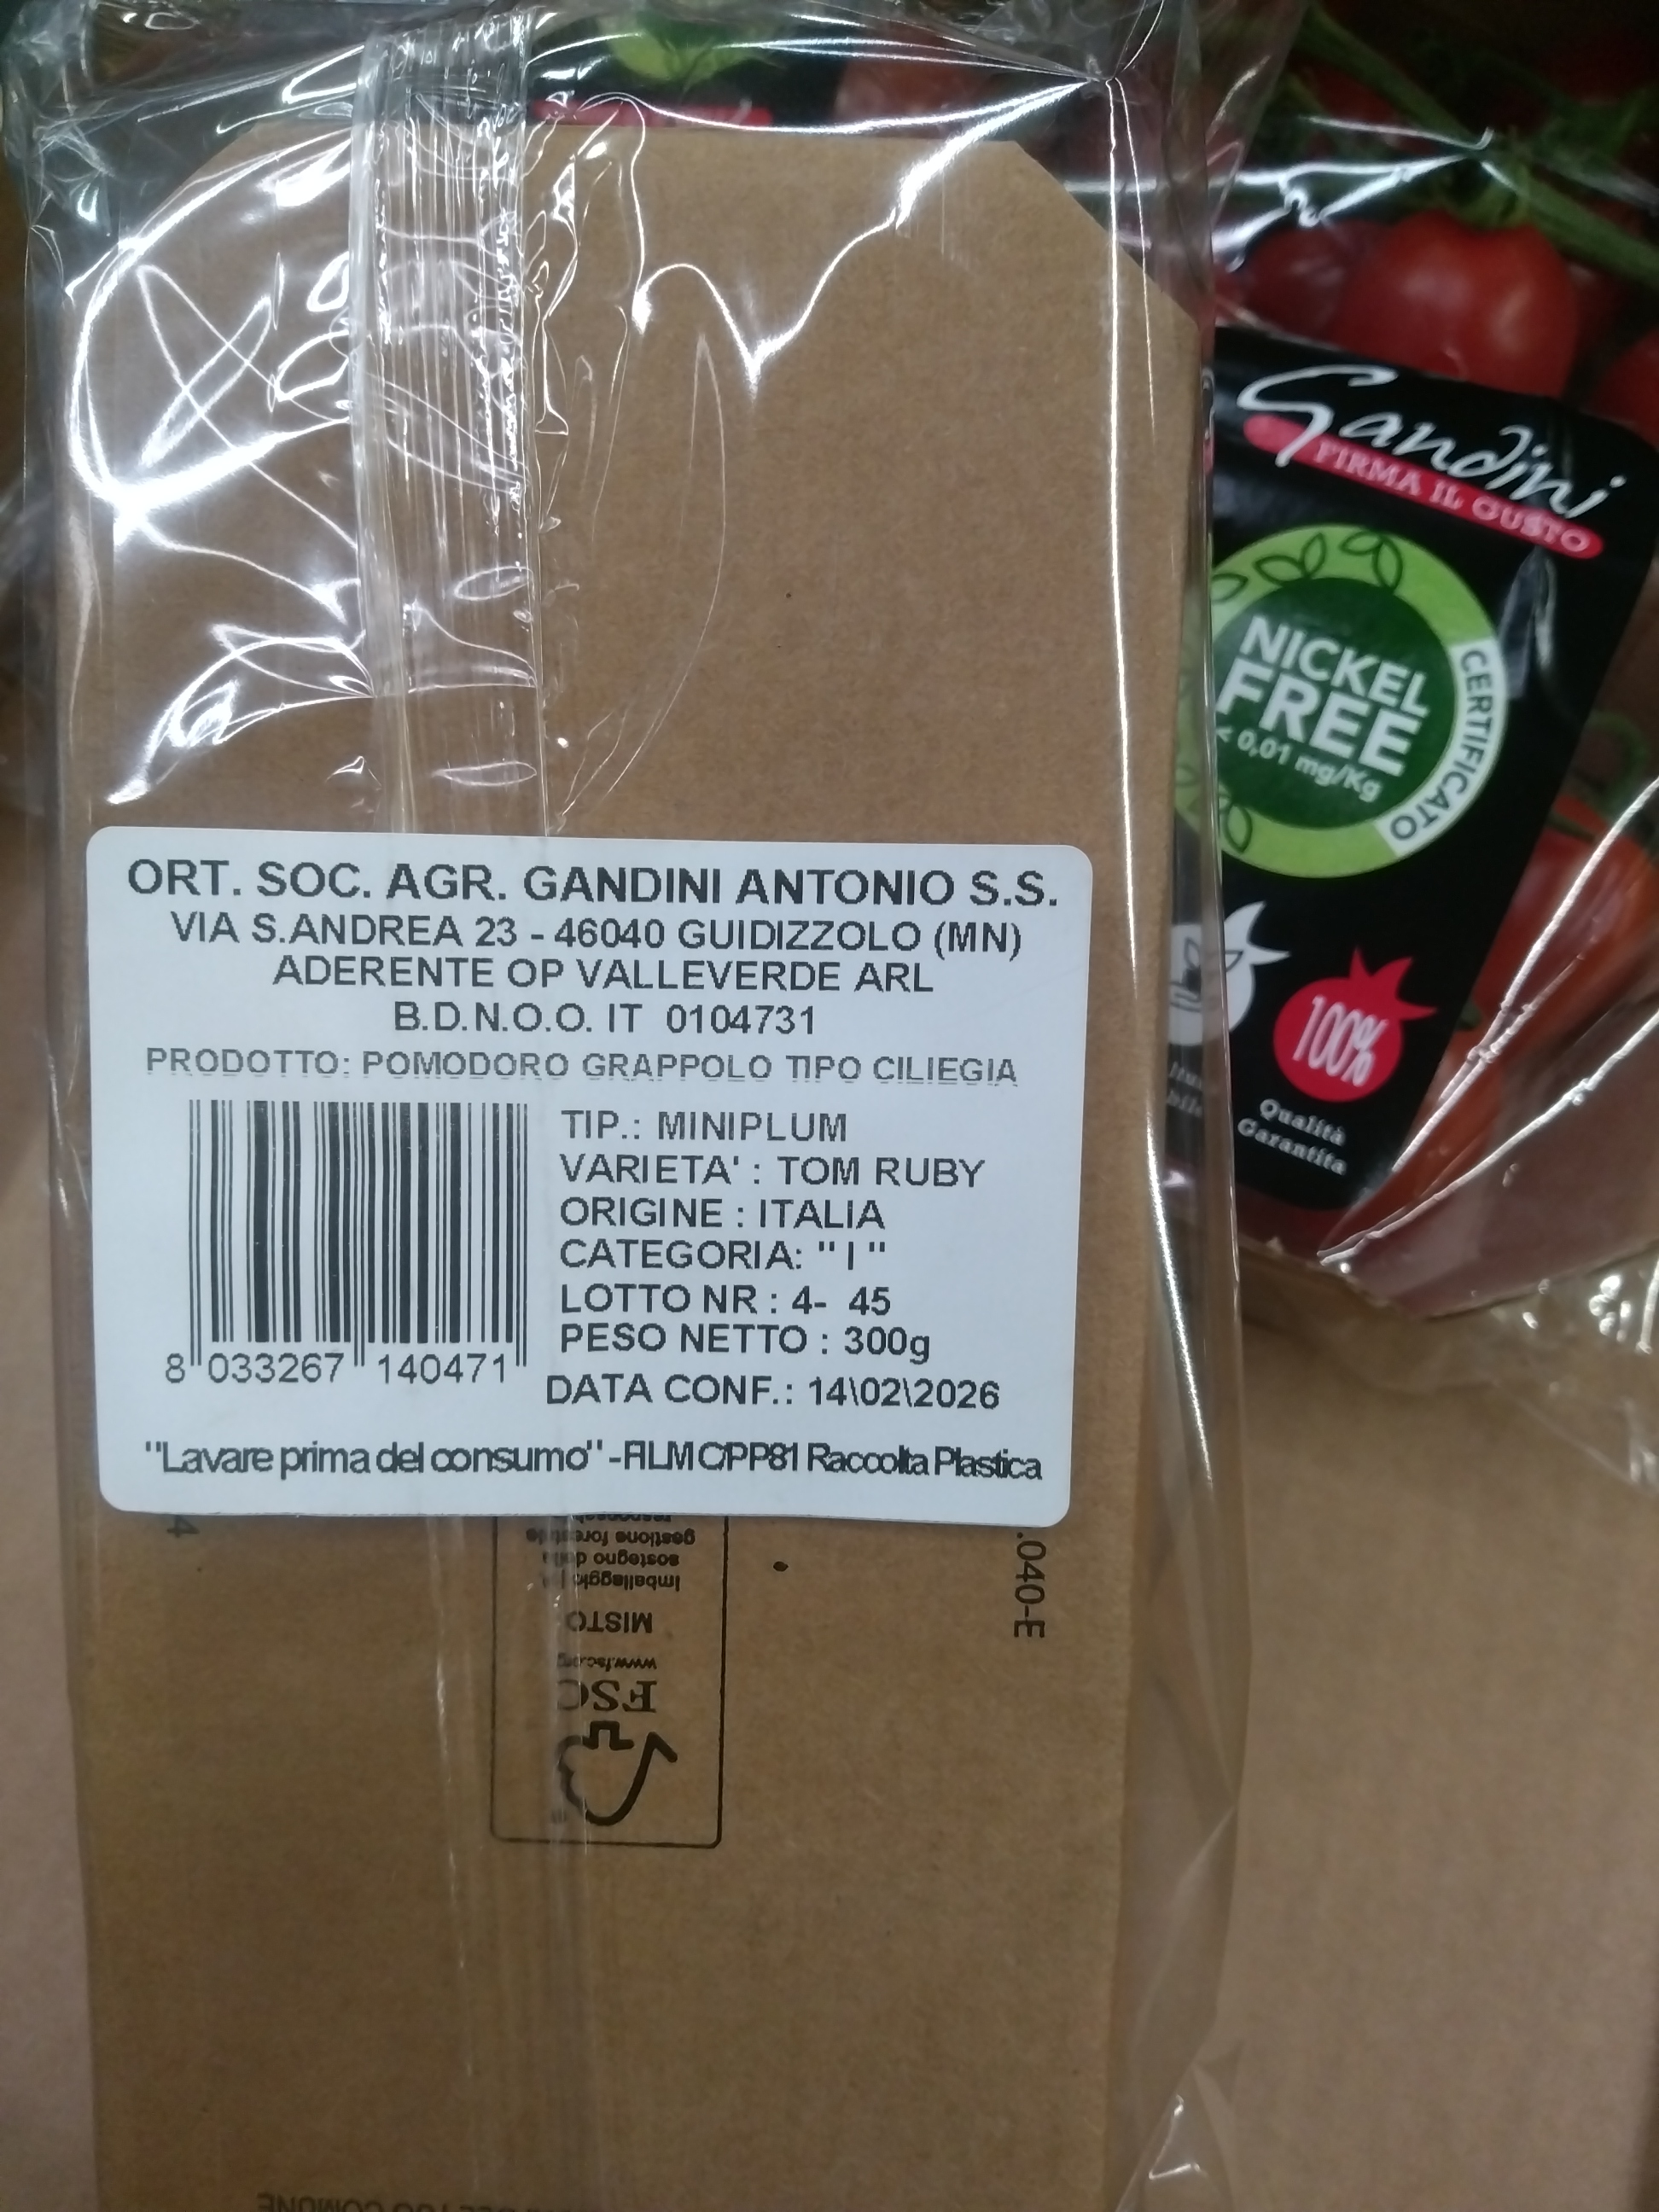 ORT. SOC. AGR. GANDINI ANTONIO S.S.
VIA S.ANDREA 23 - 46040 GUIDIZZOLO (MN)
ADERENTE OP VALLEVERDE ARL
B.D.N.O.O. IT 0104731
PRODOTTO: POMODORO GRAPPOLO TIPO CILIEGIA
TIP.: MINIPLUM
VARIETA' : TOM RUBY
ORIGINE : ITALIA
CATEGORIA: " I "
LOTTO NR : 4- 45
PESO NETTO : 300g
DATA CONF.: 14\02\2026
8 033267 140471
"Lavare prima del consumo" - FILM C/PP81 Raccolta Plastica
Gandini
FIRMA IL GUSTO
NICKEL
FREE
< 0,01 mg/Kg
CERTIFICATO
100%
Qualità
Garantita
FSC
www.fsc.org
MISTO
Imballaggio
sostegno della
gestione forestale
.040-E